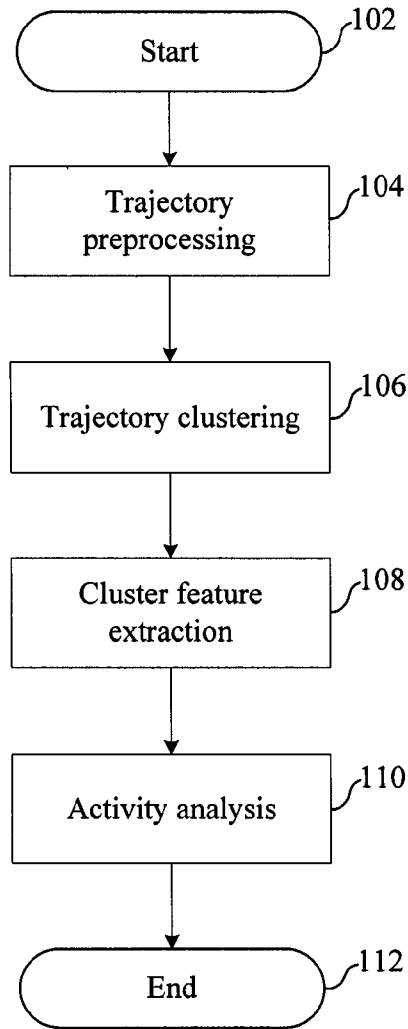 Start
102
Trajectory
preprocessing
104
Trajectory clustering
106
Cluster feature
extraction
108
Activity analysis
110
End
112